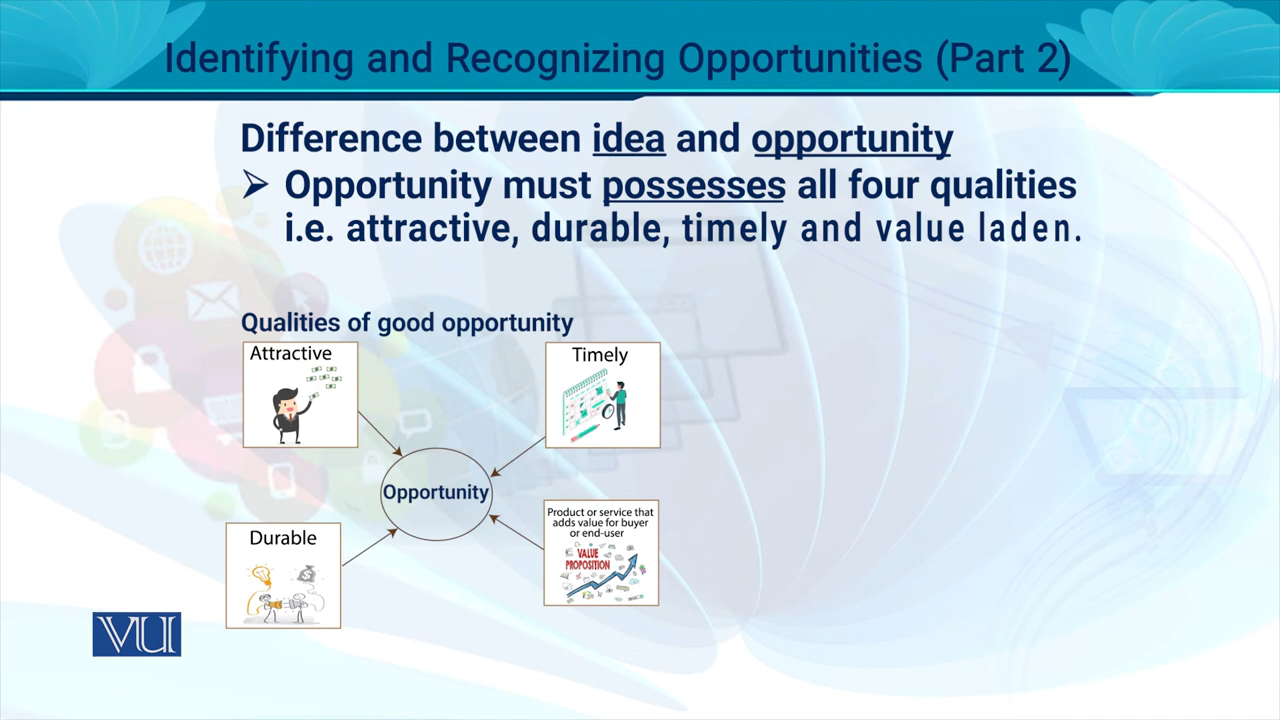 Identifying and Recognizing Opportunities (Part 2)
Difference between idea and opportunity
➢ Opportunity must possesses all four qualities
i.e. attractive, durable, timely and value laden.
Qualities of good opportunity
Attractive
Timely
Opportunity
Durable
Product or service that
adds value for buyer
or end-user
VALUE
PROPOSITION
VU